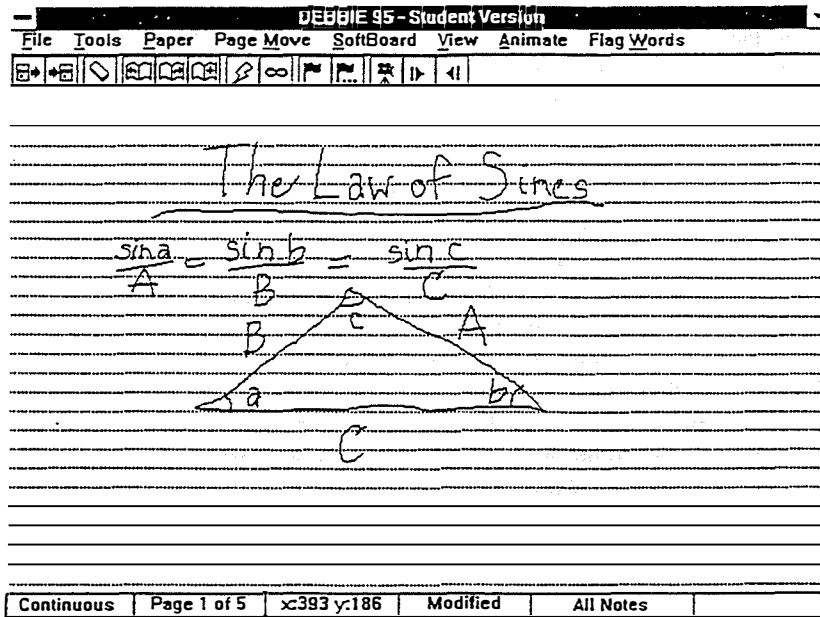 DEBBIE 95 - Student Version
File Tools Paper Page Move SoftBoard View Animate Flag Words
The Law of Sines
sin a / A = sin b / B = sin c / C
c
B A
a b
C
Continuous Page 1 of 5 x:393 y:186 Modified All Notes